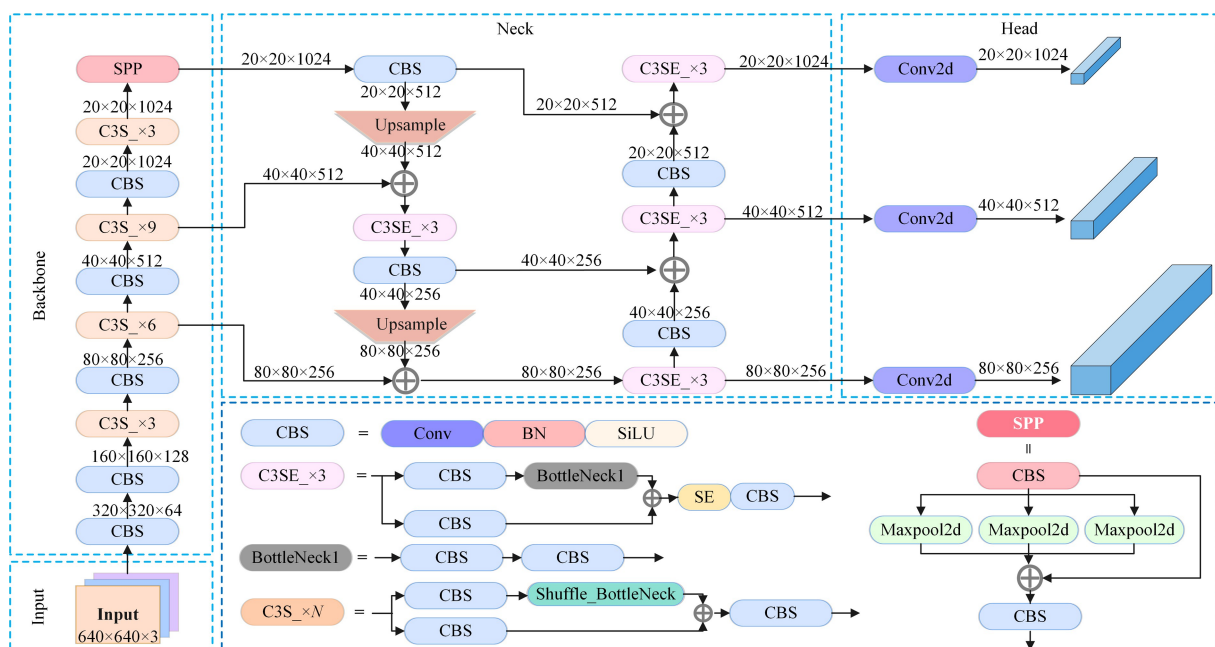 Neck
Head
Backbone
SPP
20×20×1024
C3S_×3
20×20×1024
CBS
C3S_×9
40×40×512
CBS
C3S_×6
80×80×256
CBS
C3S_×3
160×160×128
CBS
320×320×64
CBS
Input
Input
640×640×3
20×20×1024
CBS
20×20×512
Upsample
40×40×512
40×40×512
C3SE_×3
CBS
40×40×256
Upsample
80×80×256
80×80×256
80×80×256
20×20×512
40×40×256
C3SE_×3
20×20×512
CBS
C3SE_×3
40×40×256
CBS
C3SE_×3
20×20×1024
Conv2d
20×20×1024
40×40×512
Conv2d
40×40×512
80×80×256
Conv2d
80×80×256
CBS = Conv BN SiLU
C3SE_×3 = CBS BottleNeck1 SE CBS
CBS
BottleNeck1 = CBS CBS
C3S_×N = CBS Shuffle_BottleNeck CBS
CBS
SPP
=
CBS
Maxpool2d Maxpool2d Maxpool2d
CBS